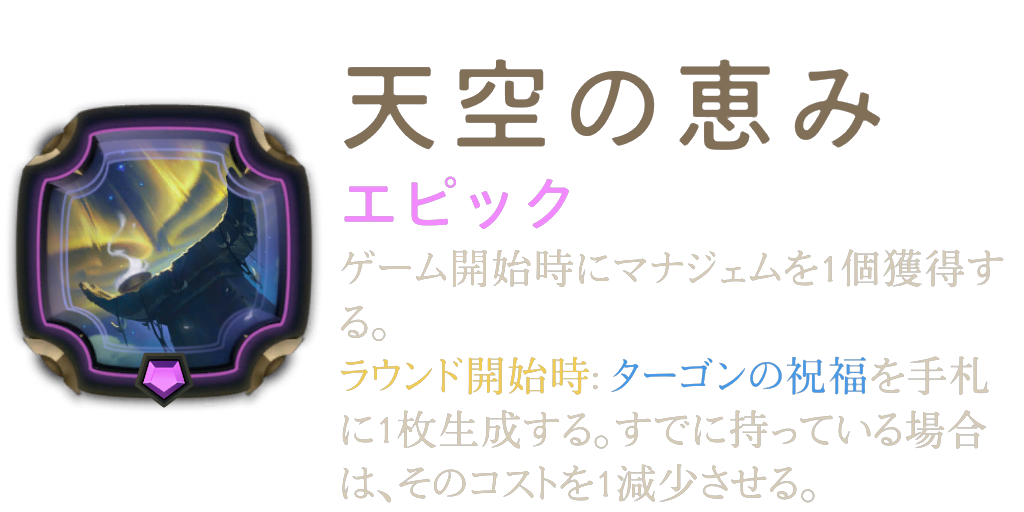 天空の恵み
エピック
ゲーム開始時にマナジェムを1個獲得す
る。
ラウンド開始時: ターゴンの祝福を手札
に1枚生成する。すでに持っている場合
は、そのコストを1減少させる。